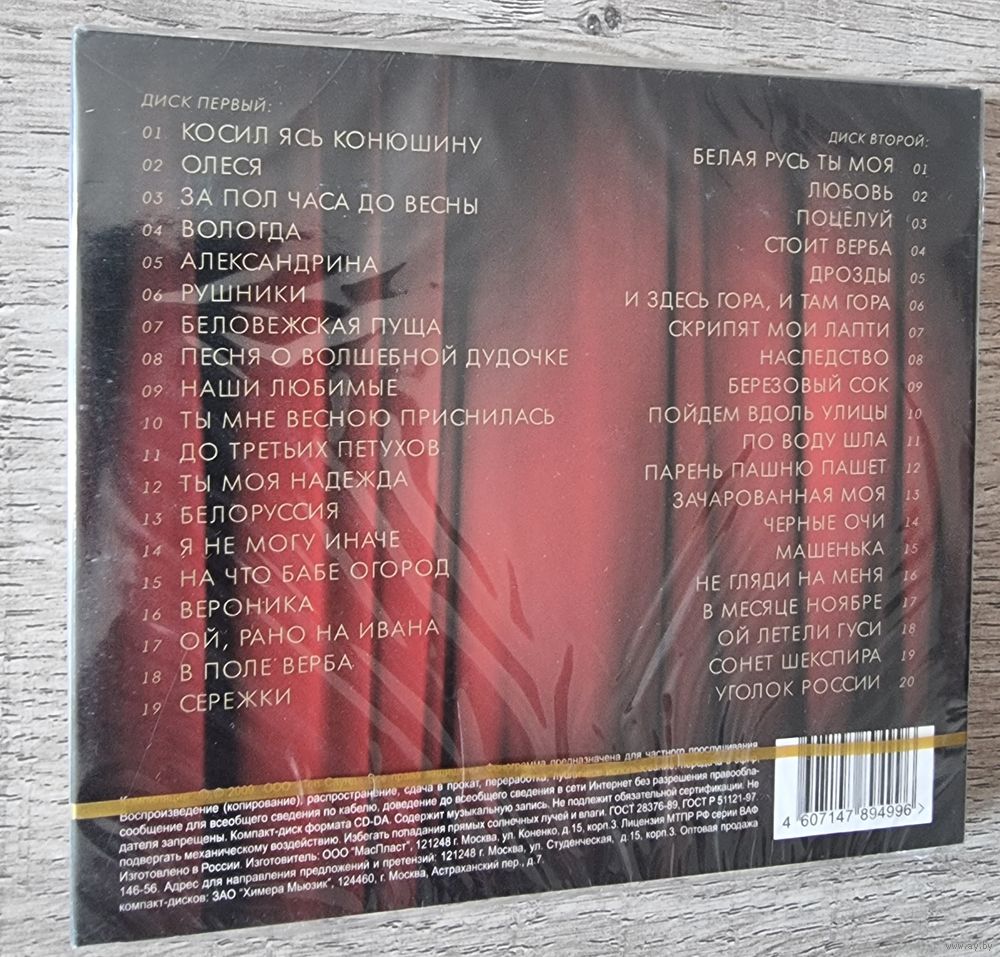 ДИСК ПЕРВЫЙ:
01 КОСИЛ ЯСЬ КОНЮШИНУ
02 ОЛЕСЯ
03 ЗА ПОЛ ЧАСА ДО ВЕСНЫ
04 ВОЛОГДА
05 АЛЕКСАНДРИНА
06 РУШНИКИ
07 БЕЛОВЕЖСКАЯ ПУЩА
08 ПЕСНЯ О ВОЛШЕБНОЙ ДУДОЧКЕ
09 НАШИ ЛЮБИМЫЕ
10 ТЫ МНЕ ВЕСНОЮ ПРИСНИЛАСЬ
11 ДО ТРЕТЬИХ ПЕТУХОВ
12 ТЫ МОЯ НАДЕЖДА
13 БЕЛОРУССИЯ
14 Я НЕ МОГУ ИНАЧЕ
15 НА ЧТО БАБЕ ОГОРОД
16 ВЕРОНИКА
17 ОЙ, РАНО НА ИВАНА
18 В ПОЛЕ ВЕРБА
19 СЕРЕЖКИ
ДИСК ВТОРОЙ:
БЕЛАЯ РУСЬ ТЫ МОЯ 01
ЛЮБОВЬ 02
ПОЦЕЛУЙ 03
СТОИТ ВЕРБА 04
ДРОЗДЫ 05
И ЗДЕСЬ ГОРА, И ТАМ ГОРА 06
СКРИПЯТ МОИ ЛАПТИ 07
НАСЛЕДСТВО 08
БЕРЕЗОВЫЙ СОК 09
ПОЙДЕМ ВДОЛЬ УЛИЦЫ 10
ПО ВОДУ ШЛА 11
ПАРЕНЬ ПАШНЮ ПАШЕТ 12
ЗАЧАРОВАННАЯ МОЯ 13
ЧЕРНЫЕ ОЧИ 14
МАШЕНЬКА 15
НЕ ГЛЯДИ НА МЕНЯ 16
В МЕСЯЦЕ НОЯБРЕ 17
ОЙ ЛЕТЕЛИ ГУСИ 18
СОНЕТ ШЕКСПИРА 19
УГОЛОК РОССИИ 20
предназначена для частного прослушивания
Воспроизведение (копирование), распространение, сдача в прокат, переработка,
сообщение для всеобщего сведения по кабелю, доведение до всеобщего сведения в сети Интернет без разрешения правообла-
дателя запрещены. Компакт-диск формата CD-DA. Содержит музыкальную запись. Не подлежит обязательной сертификации. Не
подвергать механическому воздействию. Избегать попадания прямых солнечных лучей и влаги. ГОСТ 28376-89, ГОСТ Р 51121-97.
Изготовлено в России. Изготовитель: ООО "МасПласт", 121248 г. Москва, ул. Коненко, д.15, корп.3. Лицензия МТПР РФ серии ВАФ
146-56. Адрес для направления предложений и претензий: 121248 г. Москва, ул. Студенческая, д.15, корп.3. Оптовая продажа
компакт-дисков: ЗАО "Химера Мьюзик", 124460, г. Москва, Астраханский пер., д.7.
4 607147 894996 >
www.ay.by